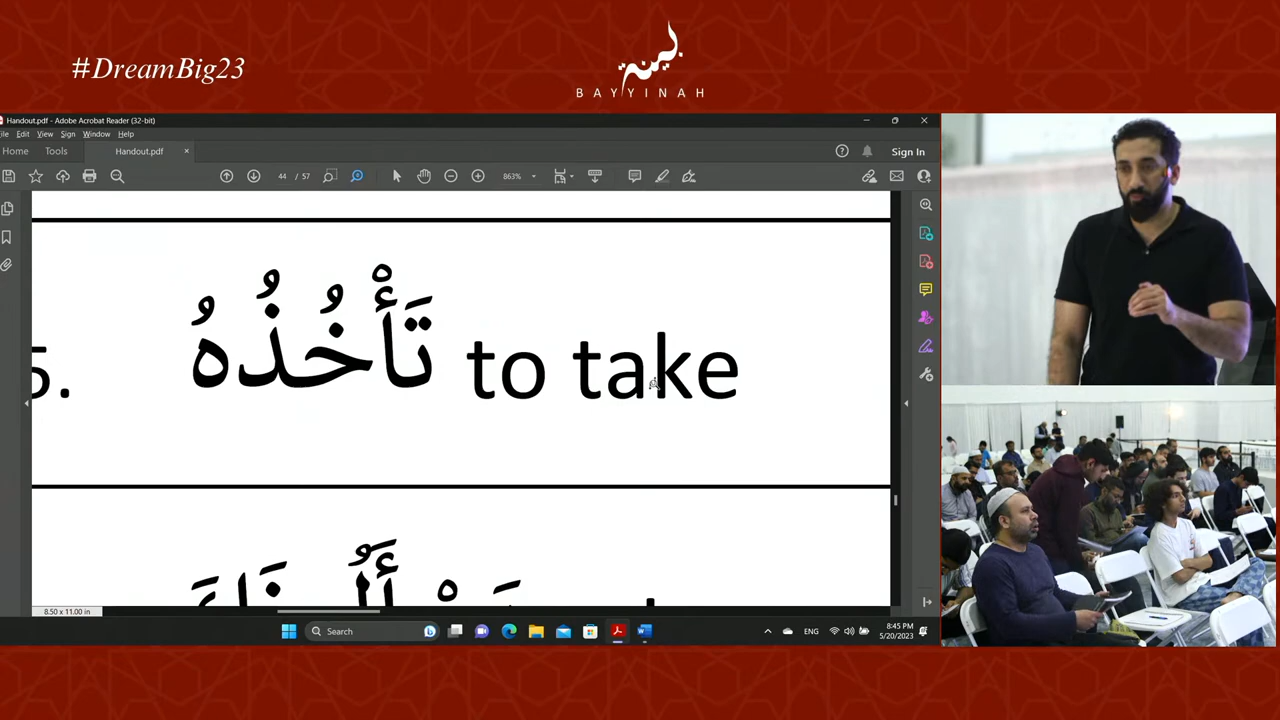 #DreamBig23
بينة
BAYYINAH
Handout.pdf - Adobe Acrobat Reader (32-bit)
ile Edit View Sign Window Help
Home Tools Handout.pdf
Sign In
44 / 57 863%
5. تَأْخُذُهُ to take
8.50 x 11.00 in
Search
ENG
8:45 PM
5/20/2023